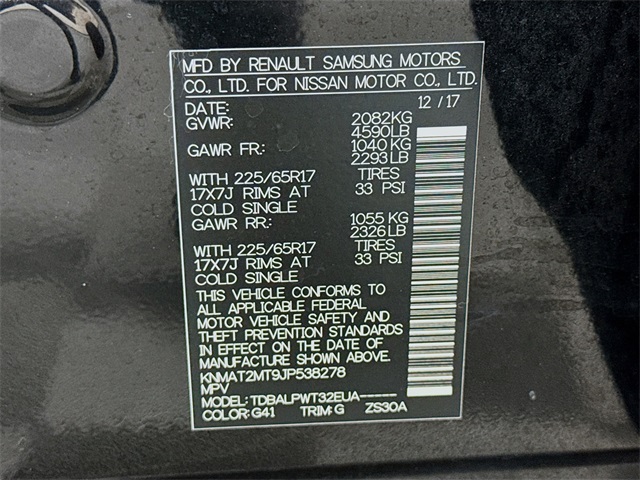 MFD BY RENAULT SAMSUNG MOTORS
CO., LTD. FOR NISSAN MOTOR CO., LTD.
DATE: 12 / 17
GVWR: 2082KG
4590LB
GAWR FR: 1040 KG
2293 LB
WITH 225/65R17 TIRES
17X7J RIMS AT 33 PSI
COLD SINGLE
GAWR RR: 1055 KG
2326 LB
WITH 225/65R17 TIRES
17X7J RIMS AT 33 PSI
COLD SINGLE
THIS VEHICLE CONFORMS TO
ALL APPLICABLE FEDERAL
MOTOR VEHICLE SAFETY AND
THEFT PREVENTION STANDARDS
IN EFFECT ON THE DATE OF
MANUFACTURE SHOWN ABOVE.
KNMAT2MT9JP538278
MPV
MODEL: TDBALPWT32EUA-----
COLOR: G41 TRIM: G ZS30A